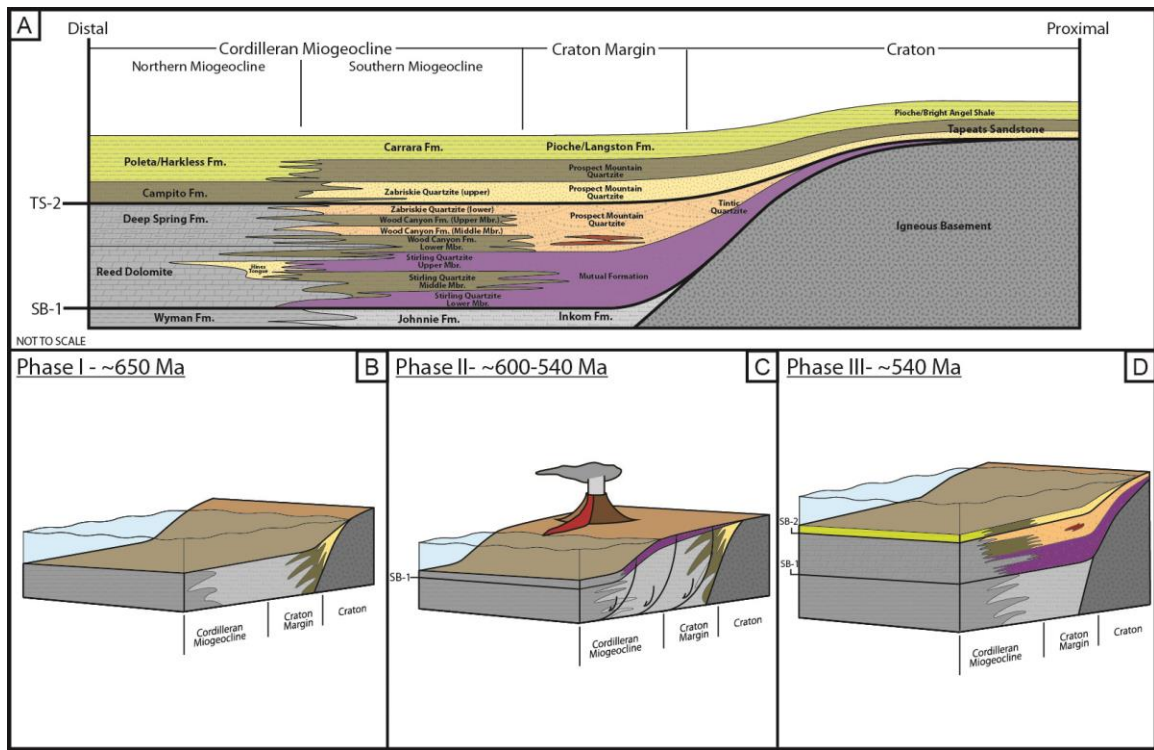 A
Distal
Proximal
Cordilleran Miogeocline
Craton Margin
Craton
Northern Miogeocline
Southern Miogeocline
Pioche/Bright Angel Shale
Tapeats Sandstone
Poleta/Harkless Fm.
Carrara Fm.
Pioche/Langston Fm.
Prospect Mountain
Quartzite
Campito Fm.
Zabriskie Quartzite (upper)
Prospect Mountain
Quartzite
TS-2
Deep Spring Fm.
Zabriskie Quartzite (lower)
Wood Canyon Fm. (Upper Mbr.)
Wood Canyon Fm. (Middle Mbr.)
Wood Canyon Fm.
Lower Mbr.
Prospect Mountain
Quartzite
Tintic
Quartzite
Igneous Basement
Reed Dolomite
Hines
Tongue
Stirling Quartzite
Upper Mbr.
Stirling Quartzite
Middle Mbr.
Stirling Quartzite
Lower Mbr.
Mutual Formation
SB-1
Wyman Fm.
Johnnie Fm.
Inkom Fm.
NOT TO SCALE
Phase I - ~650 Ma
B
Cordilleran
Miogeocline
Craton
Margin
Craton
Phase II- ~600-540 Ma
C
SB-1
Cordilleran
Miogeocline
Craton
Margin
Craton
Phase III- ~540 Ma
D
SB-2
SB-1
Cordilleran
Miogeocline
Craton
Margin
Craton